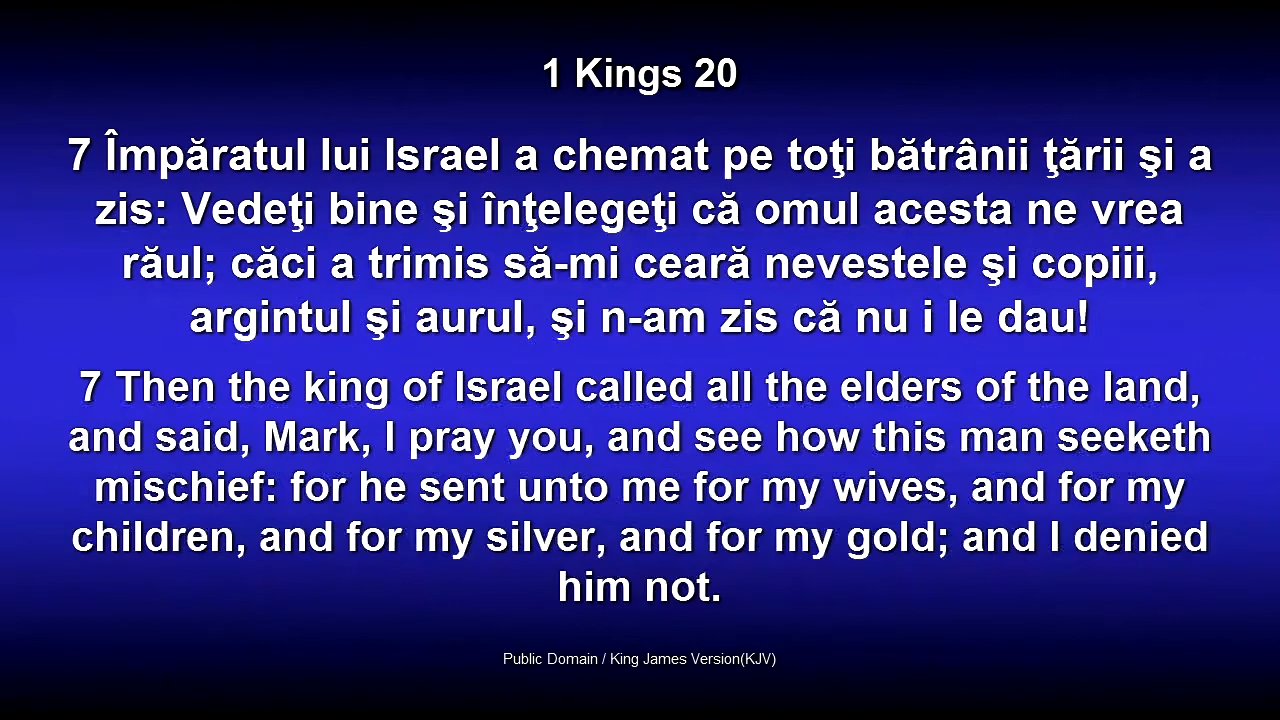 1 Kings 20
7 Împăratul lui Israel a chemat pe toţi bătrânii ţării şi a
zis: Vedeţi bine şi înţelegeţi că omul acesta ne vrea
răul; căci a trimis să-mi ceară nevestele şi copiii,
argintul şi aurul, şi n-am zis că nu i le dau!
7 Then the king of Israel called all the elders of the land,
and said, Mark, I pray you, and see how this man seeketh
mischief: for he sent unto me for my wives, and for my
children, and for my silver, and for my gold; and I denied
him not.
Public Domain / King James Version(KJV)